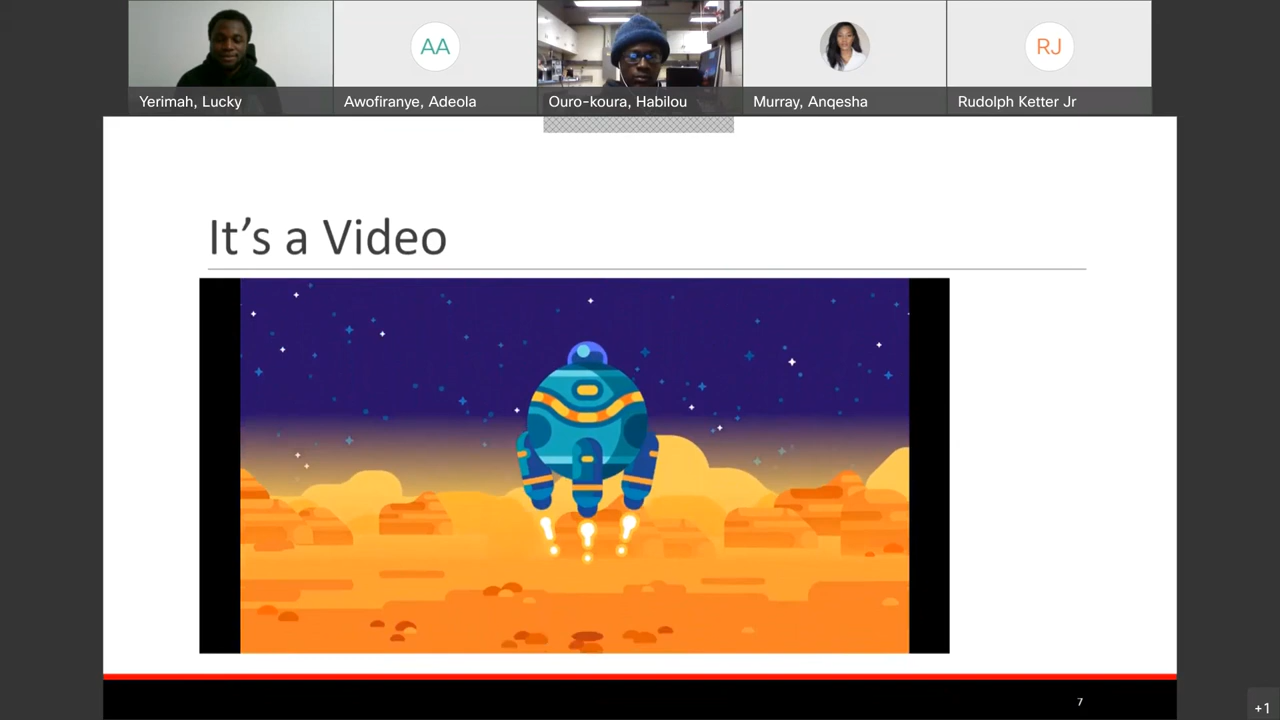 AA
RJ
Yerimah, Lucky
Awofiranye, Adeola
Ouro-koura, Habilou
Murray, Anqesha
Rudolph Ketter Jr
It's a Video
7
+1